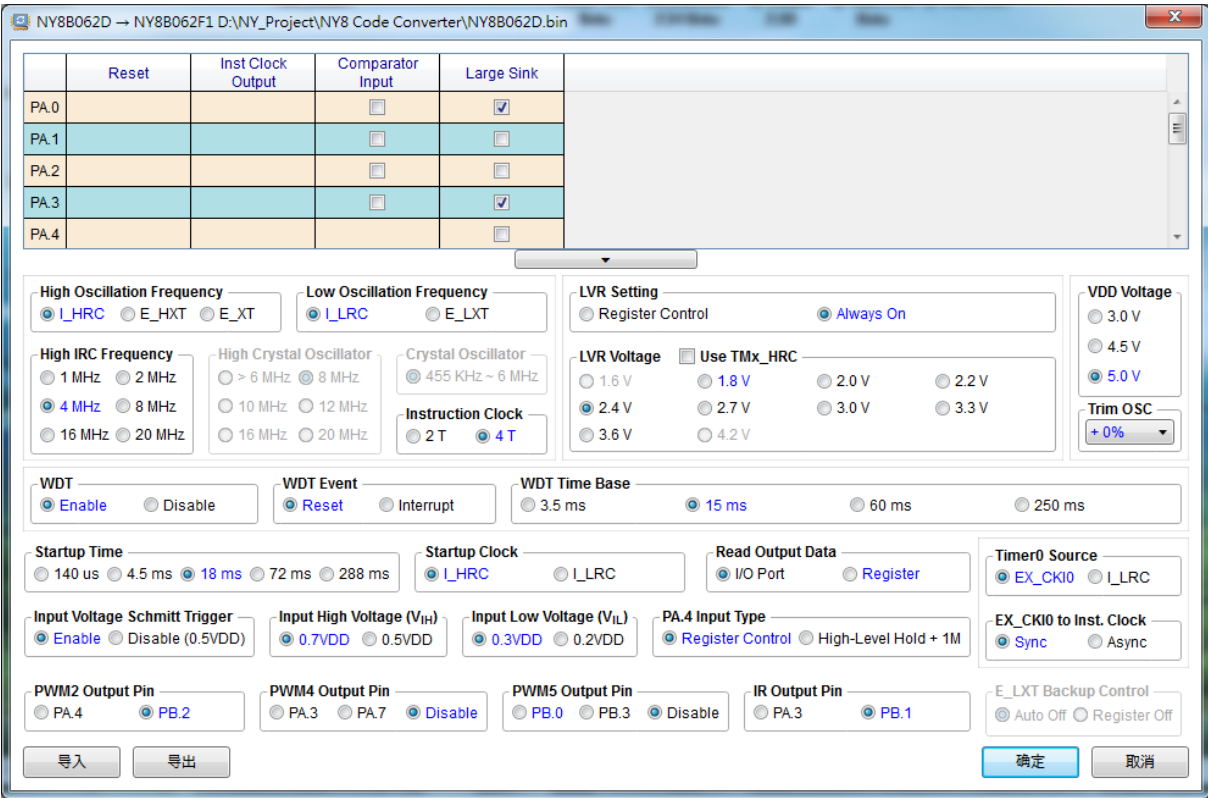 NY8B062D → NY8B062F1 D:\NY_Project\NY8 Code Converter\NY8B062D.bin
Reset Inst Clock Output Comparator Input Large Sink
PA.0
PA.1
PA.2
PA.3
PA.4
High Oscillation Frequency Low Oscillation Frequency LVR Setting VDD Voltage
I_HRC E_HXT E_XT I_LRC E_LXT Register Control Always On 3.0 V
4.5 V
High IRC Frequency High Crystal Oscillator Crystal Oscillator LVR Voltage Use TMx_HRC
1 MHz 2 MHz > 6 MHz 8 MHz 455 KHz ~ 6 MHz 1.6 V 1.8 V 2.0 V 2.2 V 5.0 V
4 MHz 8 MHz 10 MHz 12 MHz Instruction Clock 2.4 V 2.7 V 3.0 V 3.3 V Trim OSC
16 MHz 20 MHz 16 MHz 20 MHz 2 T 4 T 3.6 V 4.2 V + 0%
WDT WDT Event WDT Time Base
Enable Disable Reset Interrupt 3.5 ms 15 ms 60 ms 250 ms
Startup Time Startup Clock Read Output Data Timer0 Source
140 us 4.5 ms 18 ms 72 ms 288 ms I_HRC I_LRC I/O Port Register EX_CKI0 I_LRC
Input Voltage Schmitt Trigger Input High Voltage (VIH) Input Low Voltage (VIL) PA.4 Input Type EX_CKI0 to Inst. Clock
Enable Disable (0.5VDD) 0.7VDD 0.5VDD 0.3VDD 0.2VDD Register Control High-Level Hold + 1M Sync Async
PWM2 Output Pin PWM4 Output Pin PWM5 Output Pin IR Output Pin E_LXT Backup Control
PA.4 PB.2 PA.3 PA.7 Disable PB.0 PB.3 Disable PA.3 PB.1 Auto Off Register Off
导入 导出 确定 取消